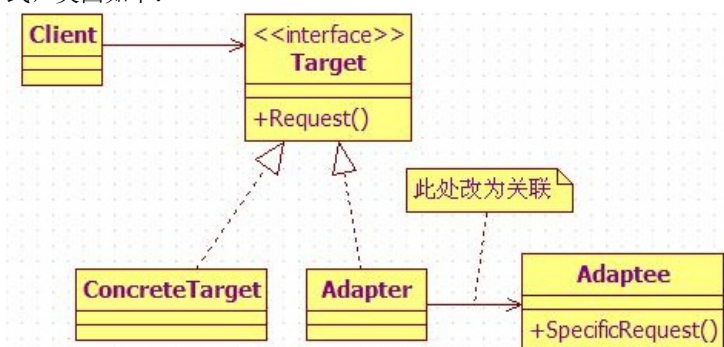 Client
<<interface>>
Target
+Request()
此处改为关联
ConcreteTarget
Adapter
Adaptee
+SpecificRequest()